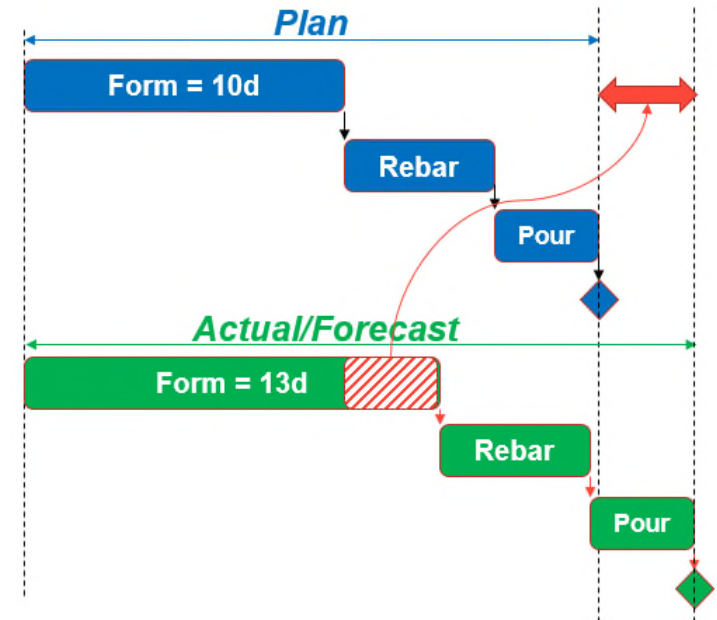 Plan
Form = 10d
Rebar
Pour
Actual/Forecast
Form = 13d
Rebar
Pour